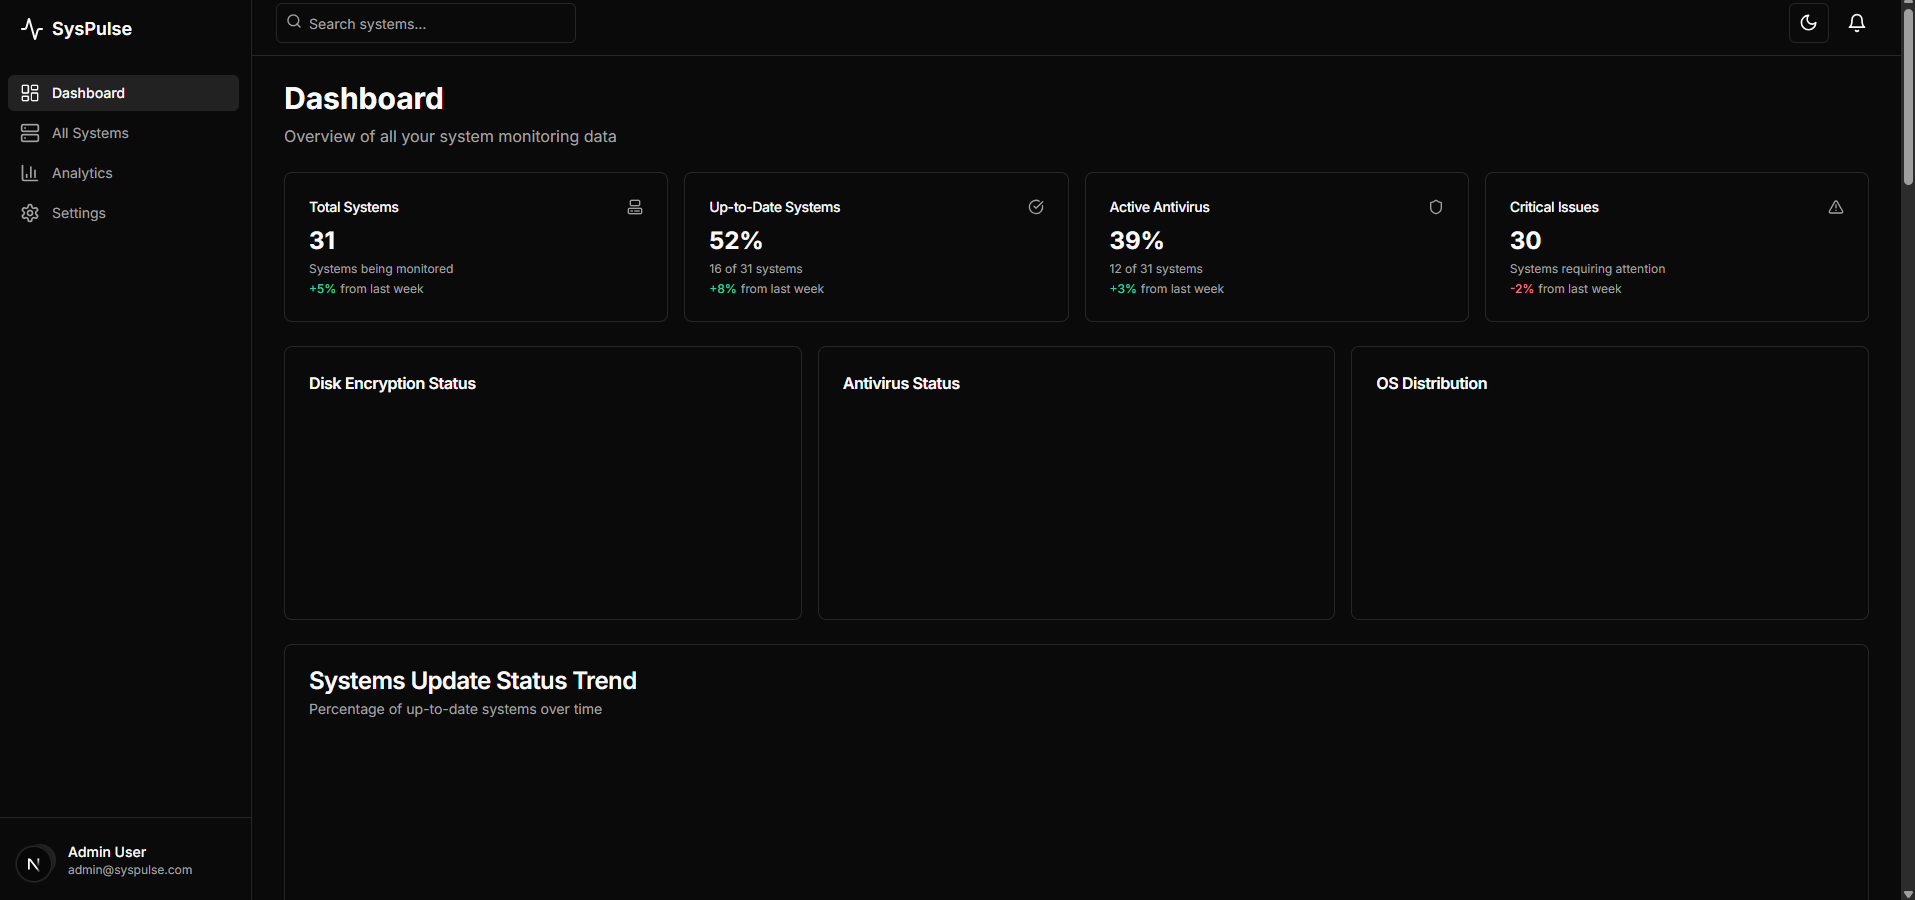 SysPulse
Search systems...
Dashboard
All Systems
Analytics
Settings
Dashboard
Overview of all your system monitoring data
Total Systems
31
Systems being monitored
+5% from last week
Up-to-Date Systems
52%
16 of 31 systems
+8% from last week
Active Antivirus
39%
12 of 31 systems
+3% from last week
Critical Issues
30
Systems requiring attention
-2% from last week
Disk Encryption Status
Antivirus Status
OS Distribution
Systems Update Status Trend
Percentage of up-to-date systems over time
N
Admin User
admin@syspulse.com